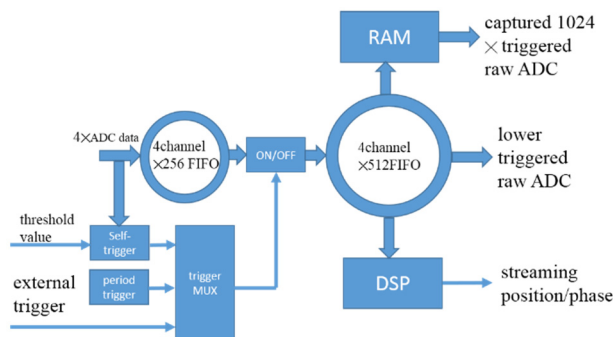 RAM
captured 1024
× triggered
raw ADC
4×ADC data
4channel
×256 FIFO
ON/OFF
4channel
×512FIFO
lower
triggered
raw ADC
threshold
value
Self-
trigger
trigger
MUX
period
trigger
external
trigger
DSP
streaming
position/phase